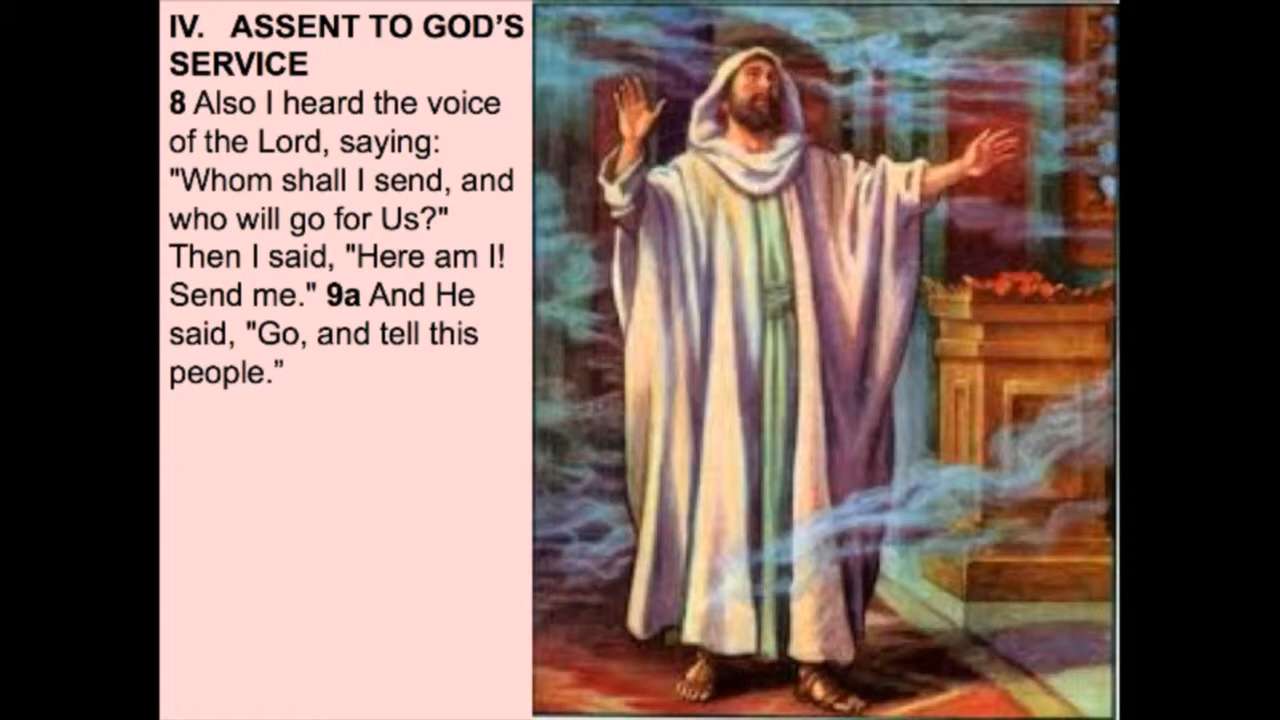 IV. ASSENT TO GOD’S
SERVICE
8 Also I heard the voice
of the Lord, saying:
"Whom shall I send, and
who will go for Us?"
Then I said, "Here am I!
Send me." 9a And He
said, "Go, and tell this
people.”